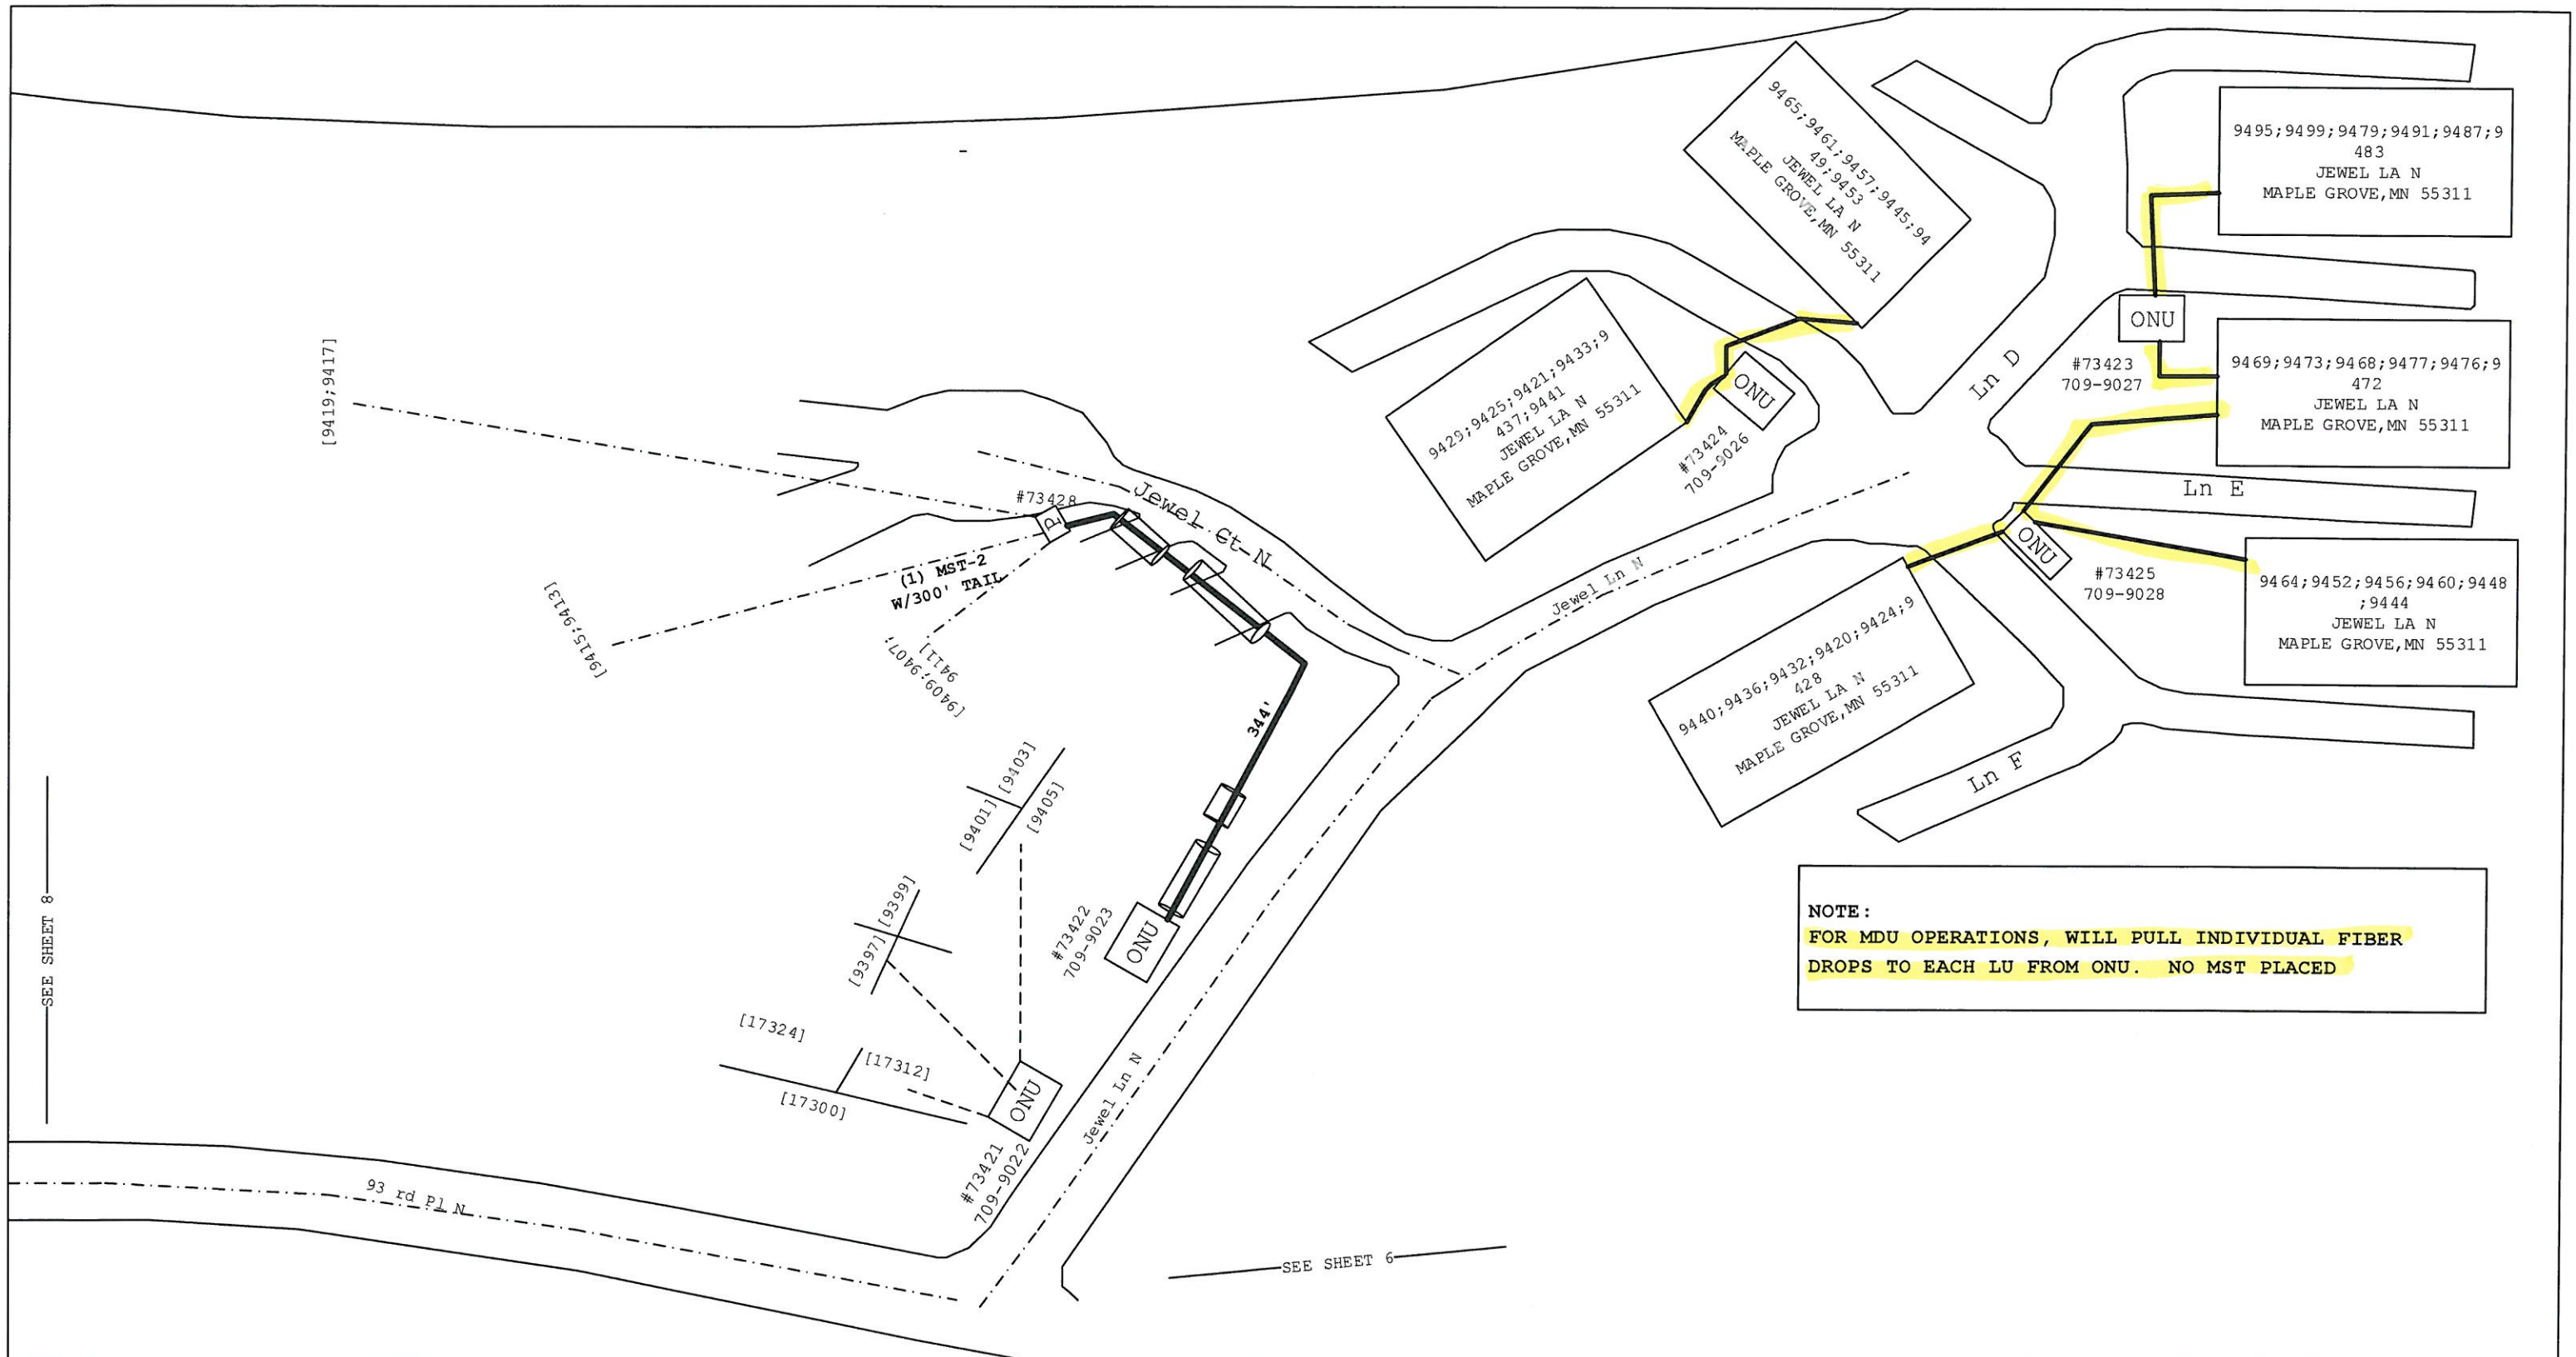 9465;9461;9457;9445;94
49;9453
JEWEL LA N
MAPLE GROVE,MN 55311
9495;9499;9479;9491;9487;9
483
JEWEL LA N
MAPLE GROVE,MN 55311
ONU
#73423
709-9027
9469;9473;9468;9477;9476;9
472
JEWEL LA N
MAPLE GROVE,MN 55311
Ln D
9429;9425;9421;9433;9
437;9441
JEWEL LA N
MAPLE GROVE,MN 55311
ONU
#73424
709-9026
[9419;9417]
#73428
P
Jewel Ct N
(1) MST-2
W/300' TAIL
[9415;9413]
[9409;9407;
9411]
Jewel Ln N
Ln E
ONU
#73425
709-9028
9464;9452;9456;9460;9448
;9444
JEWEL LA N
MAPLE GROVE,MN 55311
9440;9436;9432;9420;9424;9
428
JEWEL LA N
MAPLE GROVE,MN 55311
Ln F
344'
[9401]
[9403]
[9405]
[9397]
[9399]
#73422
709-9023
ONU
SEE SHEET 8
NOTE:
FOR MDU OPERATIONS, WILL PULL INDIVIDUAL FIBER
DROPS TO EACH LU FROM ONU. NO MST PLACED
[17324]
[17312]
[17300]
ONU
#73421
709-9022
Jewel Ln N
93 rd Pl N
SEE SHEET 6